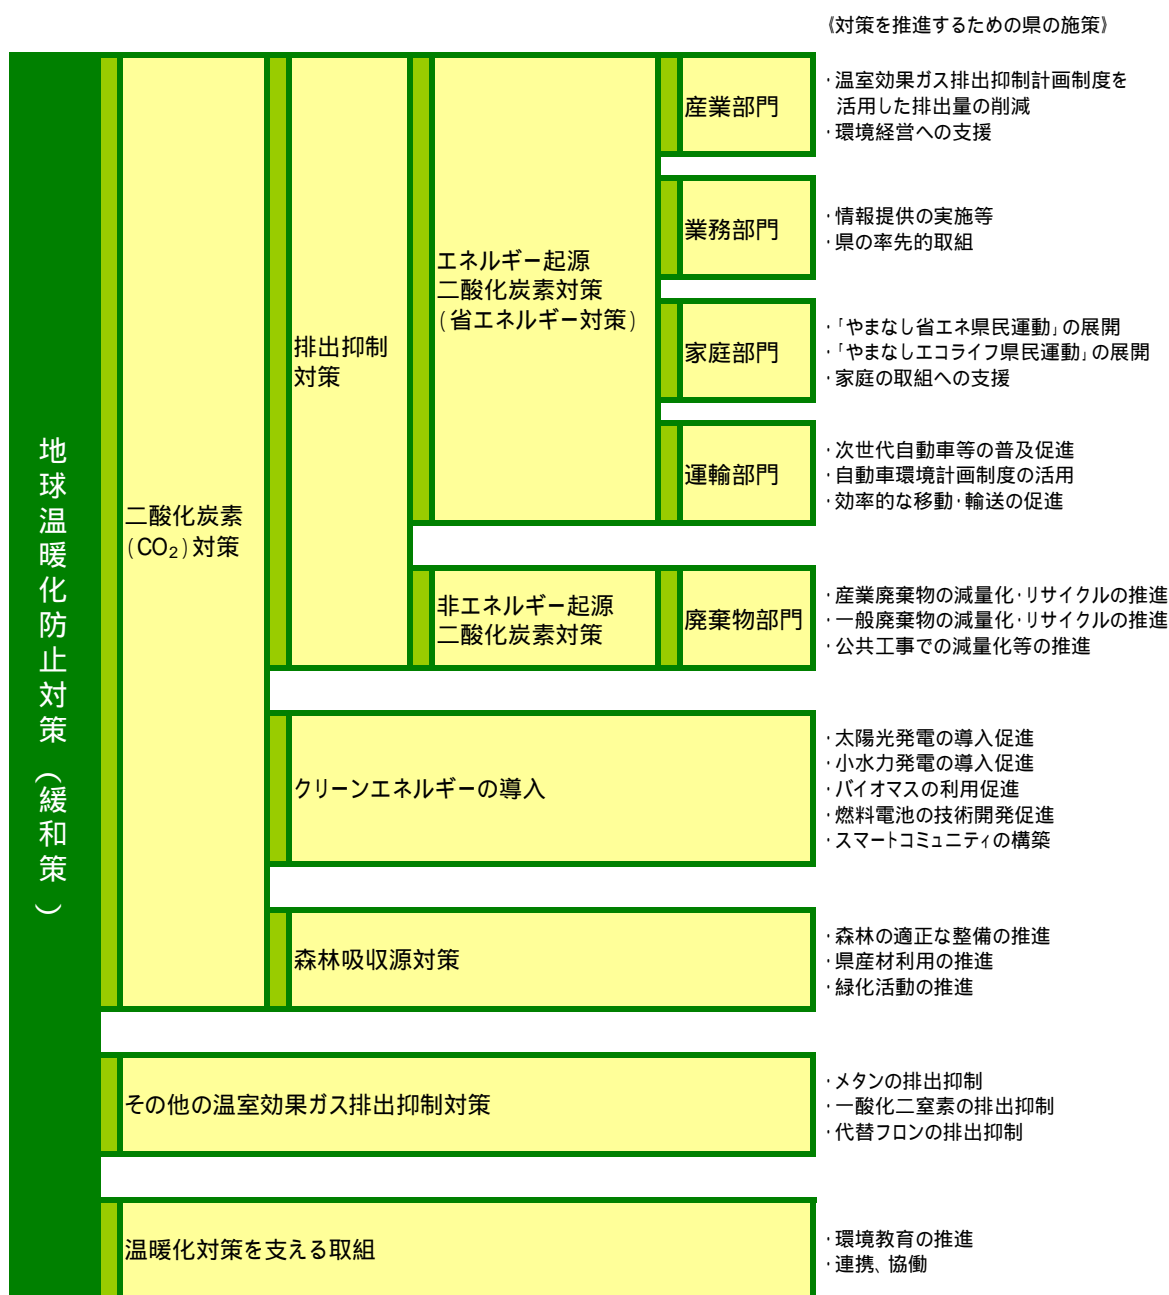 《対策を推進するための県の施策》
地球温暖化防止対策（緩和策）
二酸化炭素
(CO₂)対策
排出抑制
対策
エネルギー起源
二酸化炭素対策
(省エネルギー対策)
産業部門
・温室効果ガス排出抑制計画制度を
活用した排出量の削減
・環境経営への支援
業務部門
・情報提供の実施等
・県の率先的取組
家庭部門
・「やまなし省エネ県民運動」の展開
・「やまなしエコライフ県民運動」の展開
・家庭の取組への支援
運輸部門
・次世代自動車等の普及促進
・自動車環境計画制度の活用
・効率的な移動・輸送の促進
非エネルギー起源
二酸化炭素対策
廃棄物部門
・産業廃棄物の減量化・リサイクルの推進
・一般廃棄物の減量化・リサイクルの推進
・公共工事での減量化等の推進
クリーンエネルギーの導入
・太陽光発電の導入促進
・小水力発電の導入促進
・バイオマスの利用促進
・燃料電池の技術開発促進
・スマートコミュニティの構築
森林吸収源対策
・森林の適正な整備の推進
・県産材利用の推進
・緑化活動の推進
その他の温室効果ガス排出抑制対策
・メタンの排出抑制
・一酸化二窒素の排出抑制
・代替フロンの排出抑制
温暖化対策を支える取組
・環境教育の推進
・連携、協働